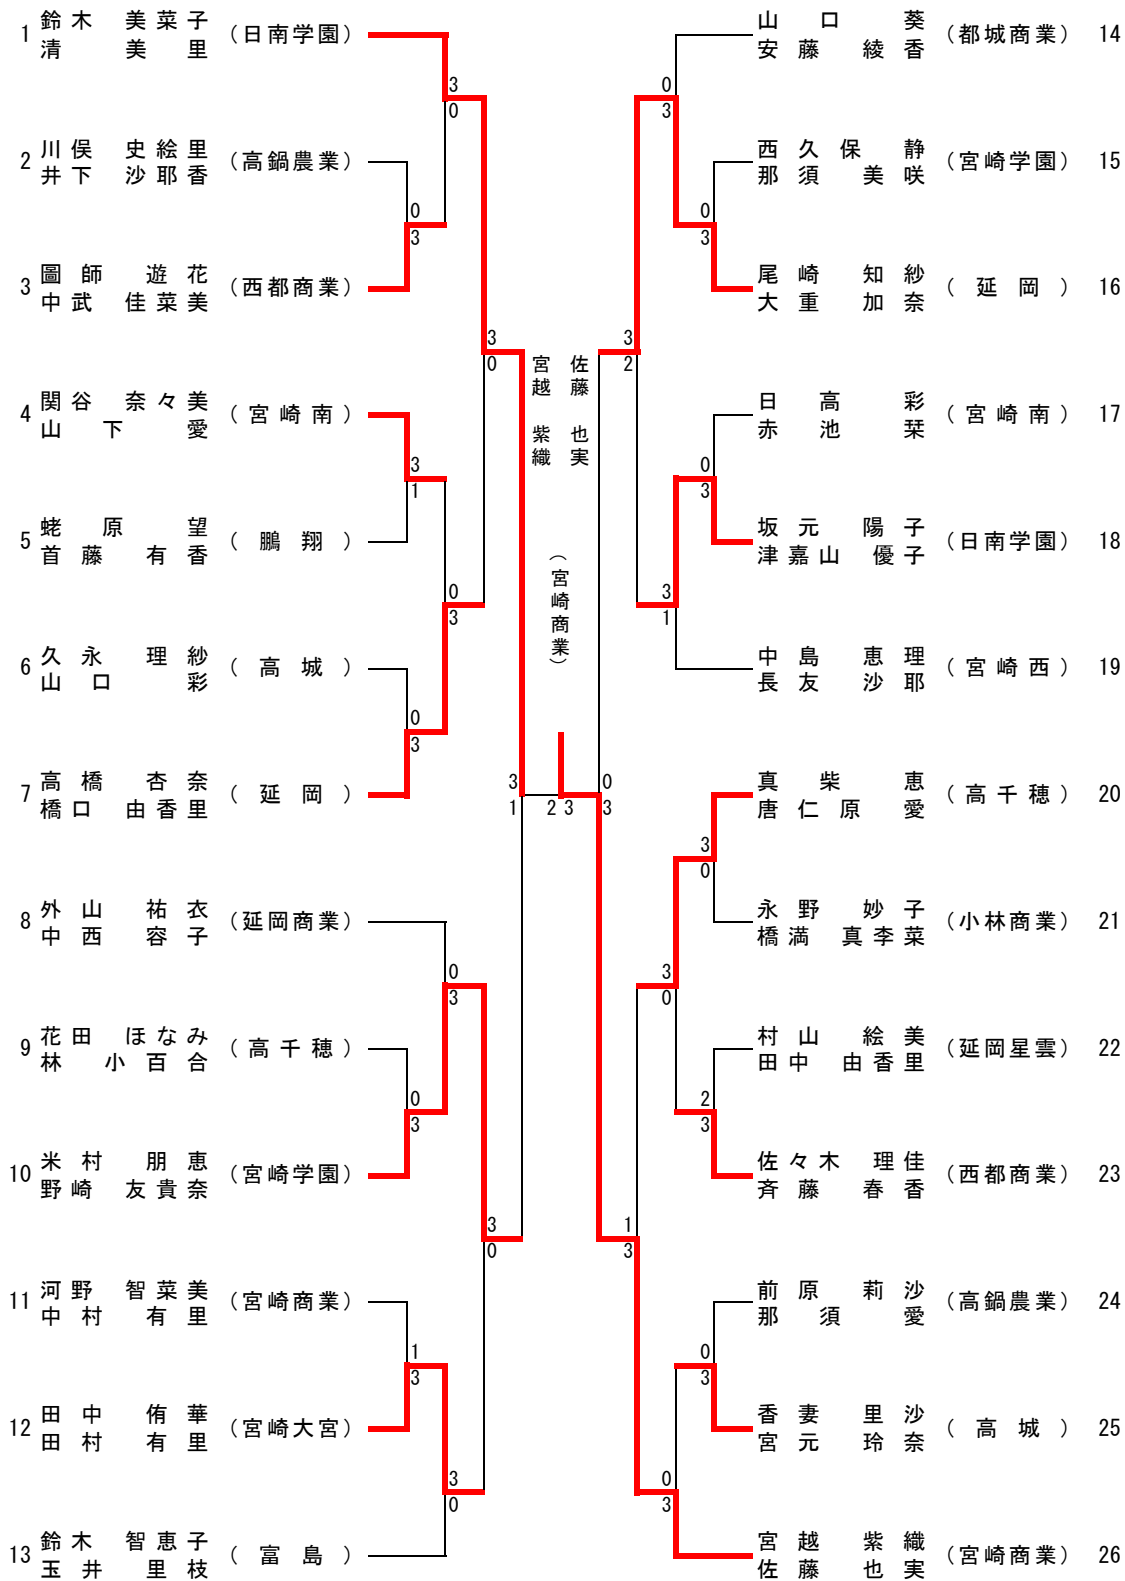 1 鈴木 美菜子 (日南学園)
清 美里
3
0
2 川俣 史絵里 (高鍋農業)
井下 沙耶香
0
3
3 圖師 遊花 (西都商業)
中武 佳菜美
3
0
4 関谷 奈々美 (宮崎南)
山下 愛
3
1
5 蛯原 望 (鵬翔)
首藤 有香
0
3
6 久永 理紗 (高城)
山口 彩
0
3
7 高橋 杏奈 (延岡)
橋口 由香里
3
1
8 外山 祐衣 (延岡商業)
中西 容子
0
3
9 花田 ほなみ (高千穂)
林 小百合
0
3
10 米村 朋恵 (宮崎学園)
野崎 友貴奈
3
0
11 河野 智菜美 (宮崎商業)
中村 有里
1
3
12 田中 侑華 (宮崎大宮)
田村 有里
3
0
13 鈴木 智恵子 (富島)
玉井 里枝
佐藤 也実
宮越 紫織
(宮崎商業)
2 3
山口 葵 (都城商業) 14
安藤 綾香
0
3
西久保 静 (宮崎学園) 15
那須 美咲
0
3
尾崎 知紗 (延岡) 16
大重 加奈
3
2
日高 彩 (宮崎南) 17
赤池 栞
0
3
坂元 陽子 (日南学園) 18
津嘉山 優子
3
1
中島 恵理 (宮崎西) 19
長友 沙耶
0
3
真柴 恵 (高千穂) 20
唐仁原 愛
3
0
永野 妙子 (小林商業) 21
橋満 真李菜
3
0
村山 絵美 (延岡星雲) 22
田中 由香里
2
3
佐々木 理佳 (西都商業) 23
斉藤 春香
1
3
前原 莉沙 (高鍋農業) 24
那須 愛
0
3
香妻 里沙 (高城) 25
宮元 玲奈
0
3
宮越 紫織 (宮崎商業) 26
佐藤 也実